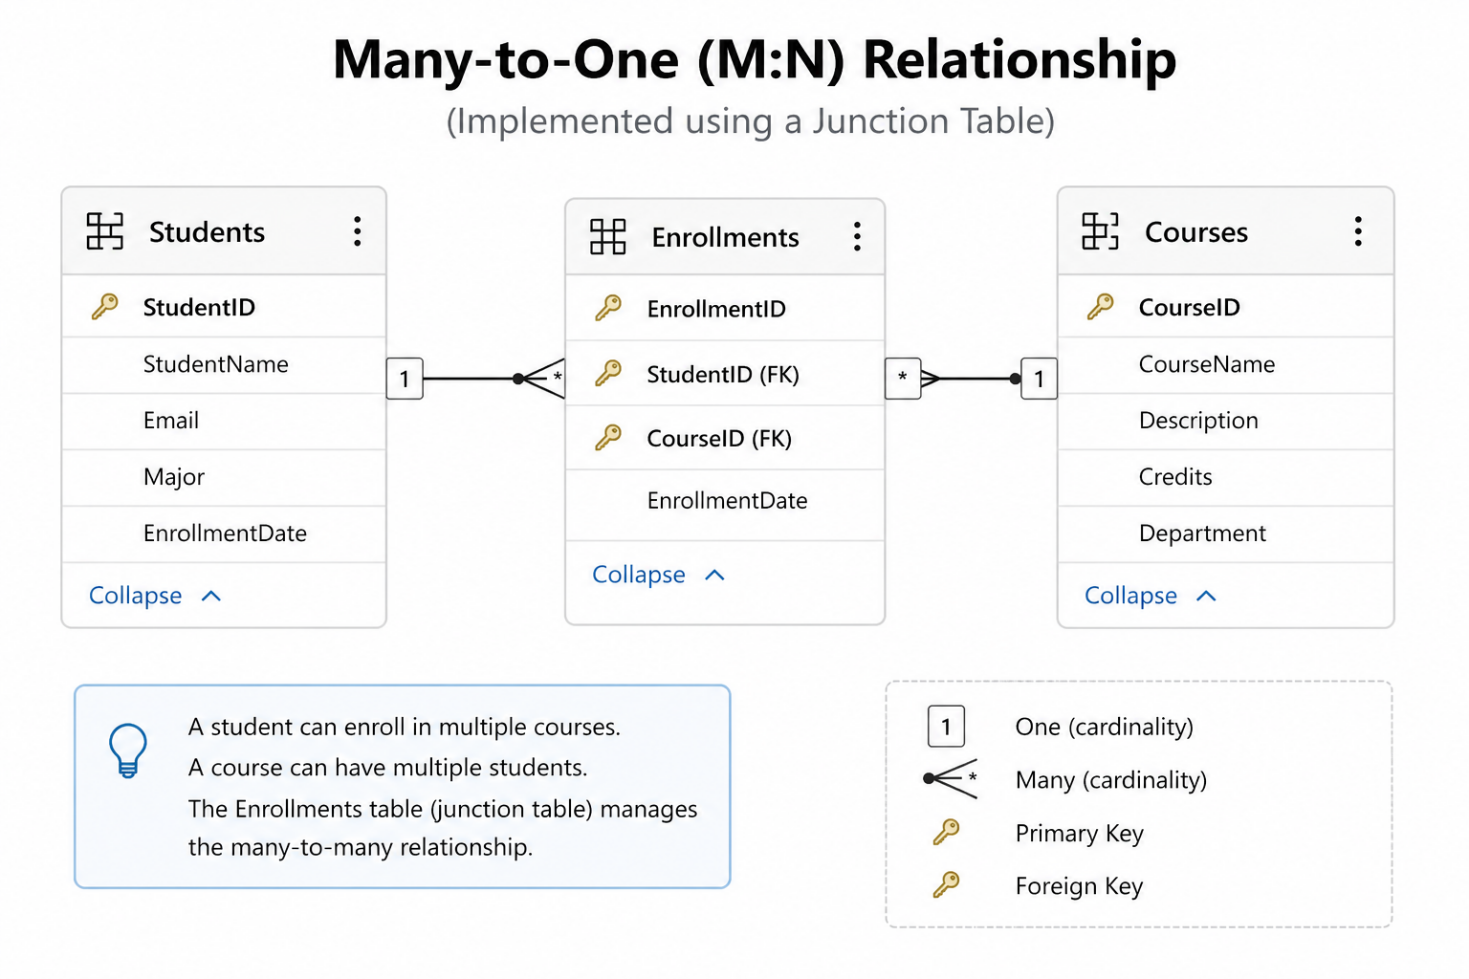 Many-to-One (M:N) Relationship
(Implemented using a Junction Table)
Students
StudentID
StudentName
Email
Major
EnrollmentDate
Collapse
1
*
Enrollments
EnrollmentID
StudentID (FK)
CourseID (FK)
EnrollmentDate
Collapse
*
1
Courses
CourseID
CourseName
Description
Credits
Department
Collapse
A student can enroll in multiple courses.
A course can have multiple students.
The Enrollments table (junction table) manages
the many-to-many relationship.
1 One (cardinality)
* Many (cardinality)
Primary Key
Foreign Key